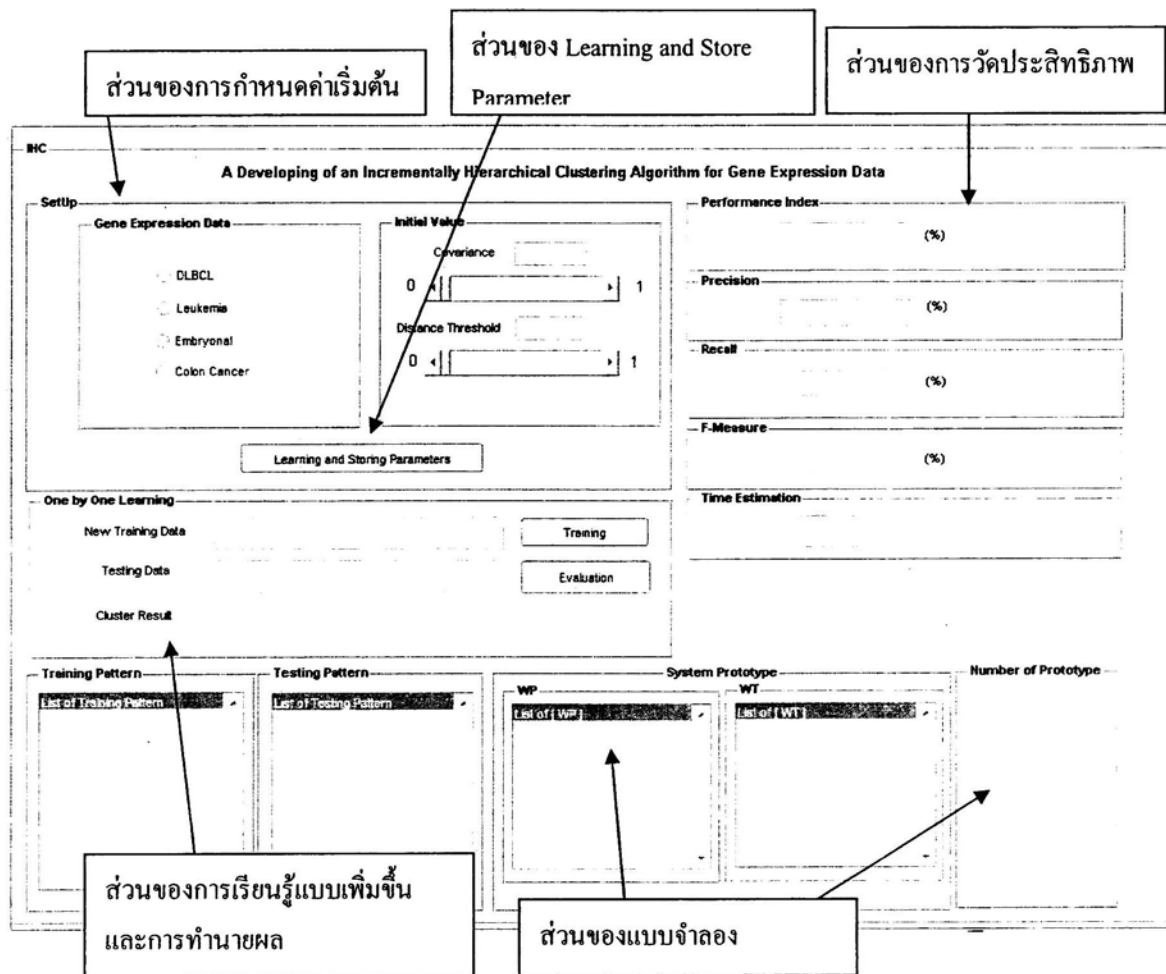 ส่วนของ Learning and Store
Parameter
ส่วนของการกำหนดค่าเริ่มต้น
ส่วนของการวัดประสิทธิภาพ
IHC
A Developing of an Incrementally Hierarchical Clustering Algorithm for Gene Expression Data
SetUp
Gene Expression Data
DLBCL
Leukemia
Embryonal
Colon Cancer
Initial Value
Covariance
0 1
Distance Threshold
0 1
Learning and Storing Parameters
Performance Index
(%)
Precision
(%)
Recall
(%)
F-Measure
(%)
Time Estimation
One by One Learning
New Training Data
Training
Testing Data
Evaluation
Cluster Result
Training Pattern
List of Training Pattern
Testing Pattern
List of Testing Pattern
System Prototype
WP
List of [ WP ]
WT
List of [ WT ]
Number of Prototype
ส่วนของการเรียนรู้แบบเพิ่มขึ้น
และการทำนายผล
ส่วนของแบบจำลอง